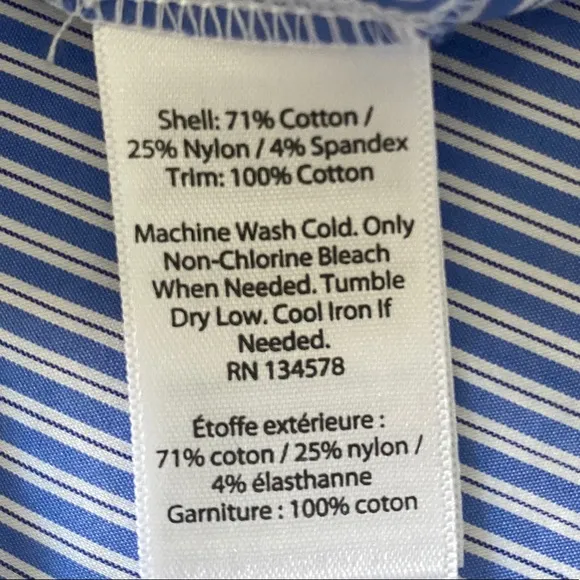 Shell: 71% Cotton /
25% Nylon / 4% Spandex
Trim: 100% Cotton
Machine Wash Cold. Only
Non-Chlorine Bleach
When Needed. Tumble
Dry Low. Cool Iron If
Needed.
RN 134578
Étoffe extérieure :
71% coton / 25% nylon /
4% élasthanne
Garniture : 100% coton